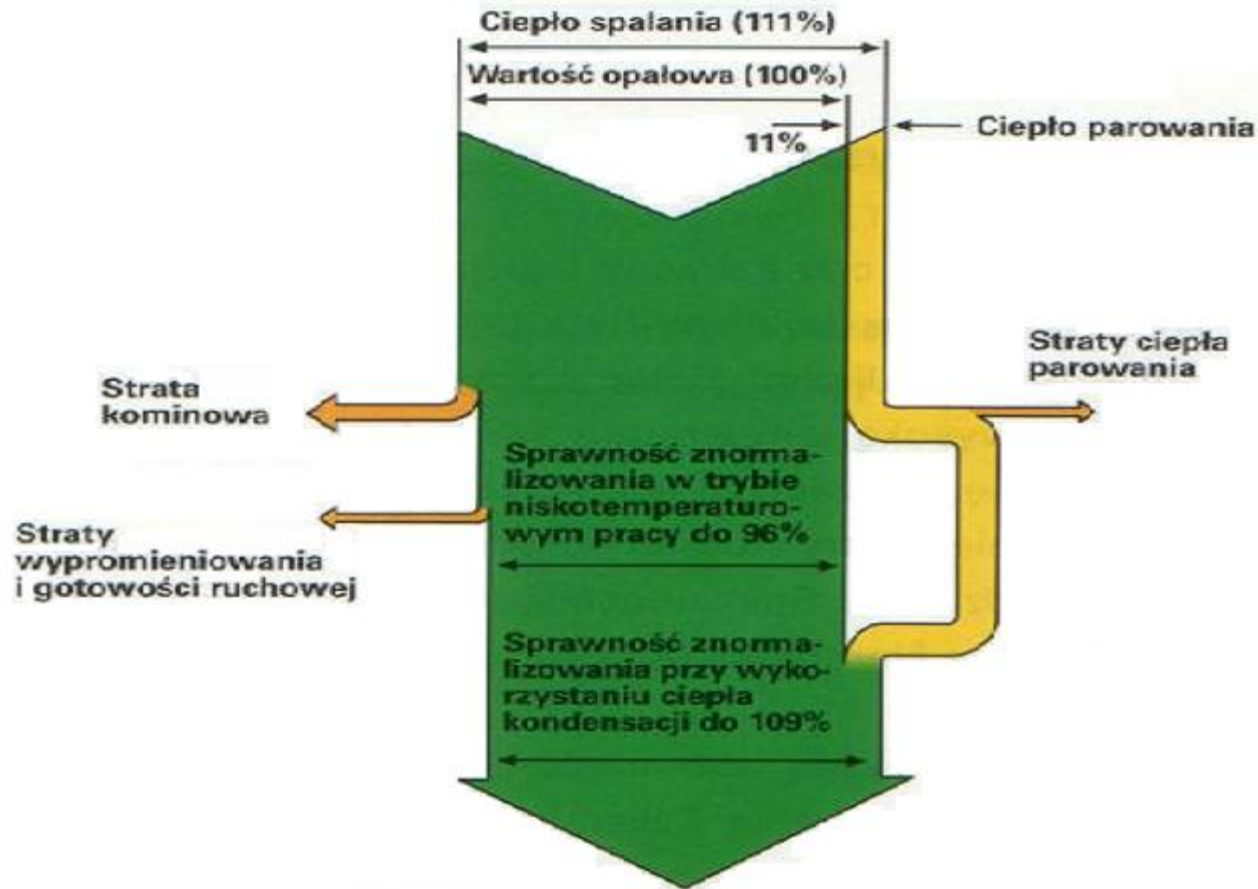 Ciepło spalania (111%)
Wartość opałowa (100%)
11%
Ciepło parowania
Straty ciepła
parowania
Strata
kominowa
Sprawność znorma-
lizowania w trybie
niskotemperaturo-
wym pracy do 96%
Straty
wypromieniowania
i gotowości ruchowej
Sprawność znorma-
lizowania przy wyko-
rzystaniu ciepła
kondensacji do 109%